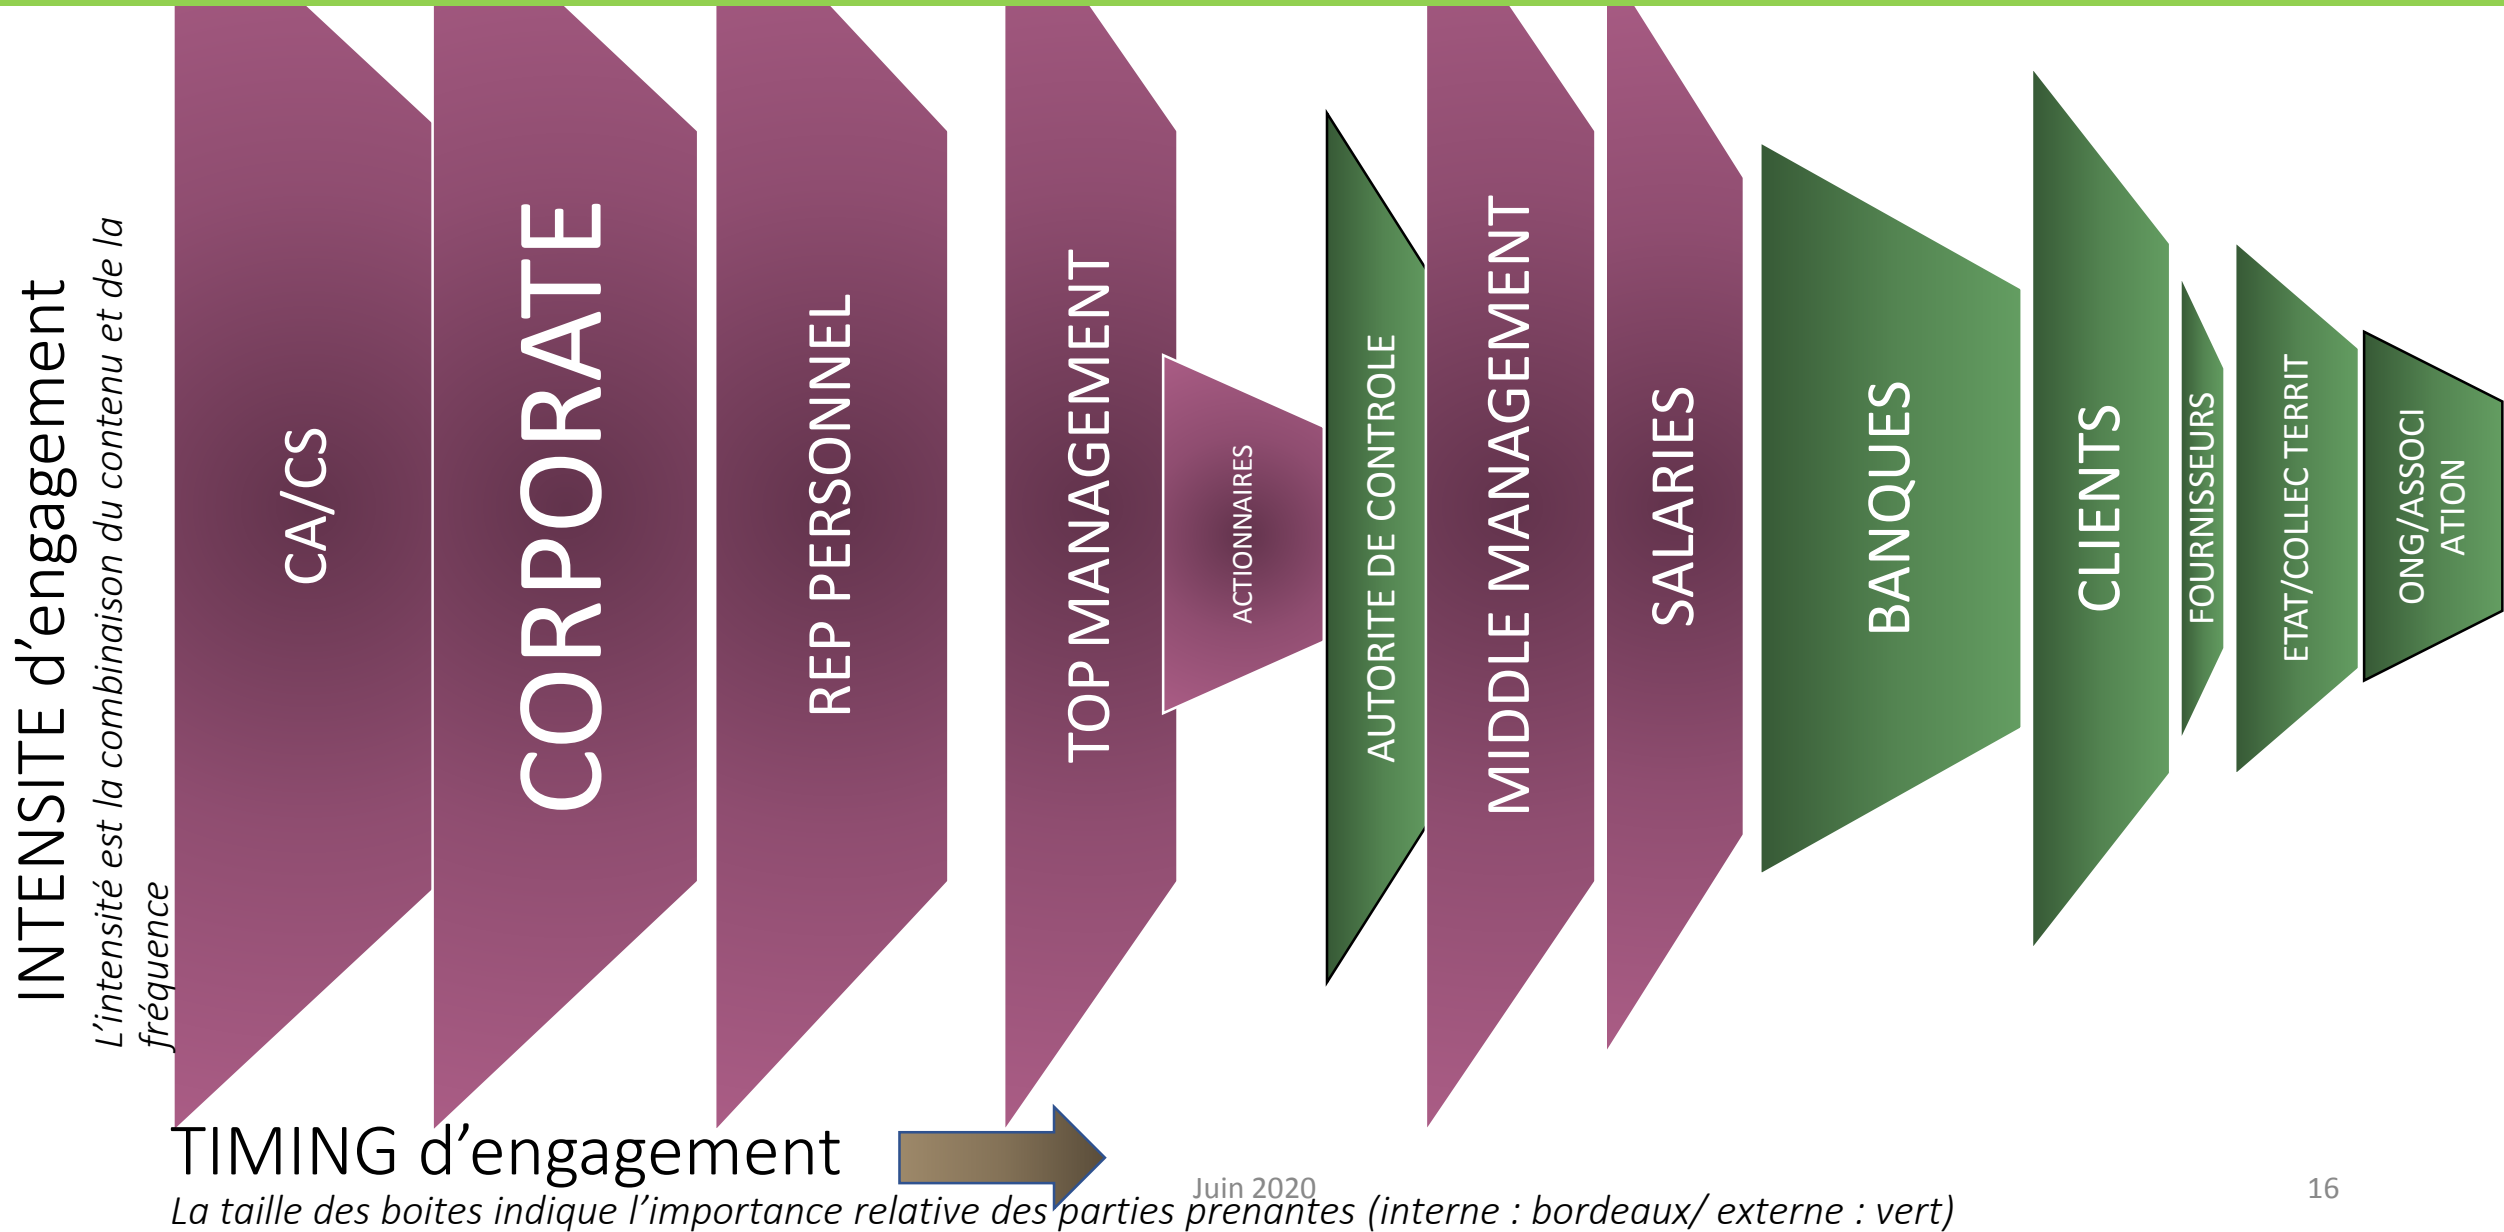 INTENSITE d’engagement
L’intensité est la combinaison du contenu et de la
fréquence
CA/CS
CORPORATE
REP PERSONNEL
TOP MANAGEMENT
ACTIONNAIRES
AUTORITE DE CONTROLE
MIDDLE MANAGEMENT
SALARIES
BANQUES
CLIENTS
FOURNISSEURS
ETAT/COLLEC TERRIT
ONG/ASSOCI
ATION
TIMING d’engagement
Juin 2020
16
La taille des boites indique l’importance relative des parties prenantes (interne : bordeaux/ externe : vert)